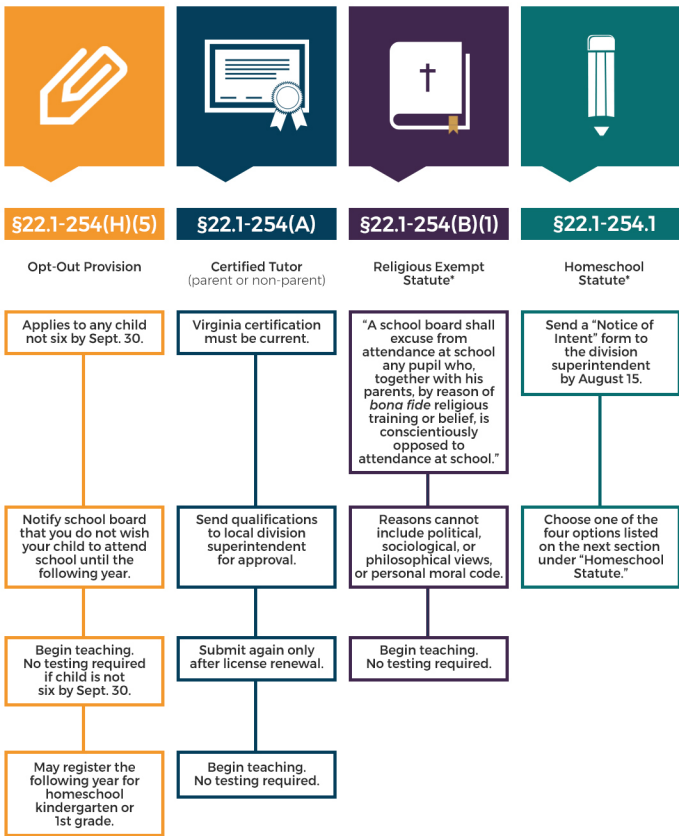 §22.1-254(H)(5)
Opt-Out Provision
Applies to any child
not six by Sept. 30.
Notify school board
that you do not wish
your child to attend
school until the
following year.
Begin teaching.
No testing required
if child is not
six by Sept. 30.
May register the
following year for
homeschool
kindergarten or
1st grade.
§22.1-254(A)
Certified Tutor
(parent or non-parent)
Virginia certification
must be current.
Send qualifications
to local division
superintendent
for approval.
Submit again only
after license renewal.
Begin teaching.
No testing required.
§22.1-254(B)(1)
Religious Exempt
Statute*
“A school board shall
excuse from
attendance at school
any pupil who,
together with his
parents, by reason of
bona fide religious
training or belief, is
conscientiously
opposed to
attendance at school.”
Reasons cannot
include political,
sociological, or
philosophical views,
or personal moral code.
Begin teaching.
No testing required.
§22.1-254.1
Homeschool
Statute*
Send a “Notice of
Intent” form to
the division
superintendent
by August 15.
Choose one of the
four options listed
on the next section
under “Homeschool
Statute.”